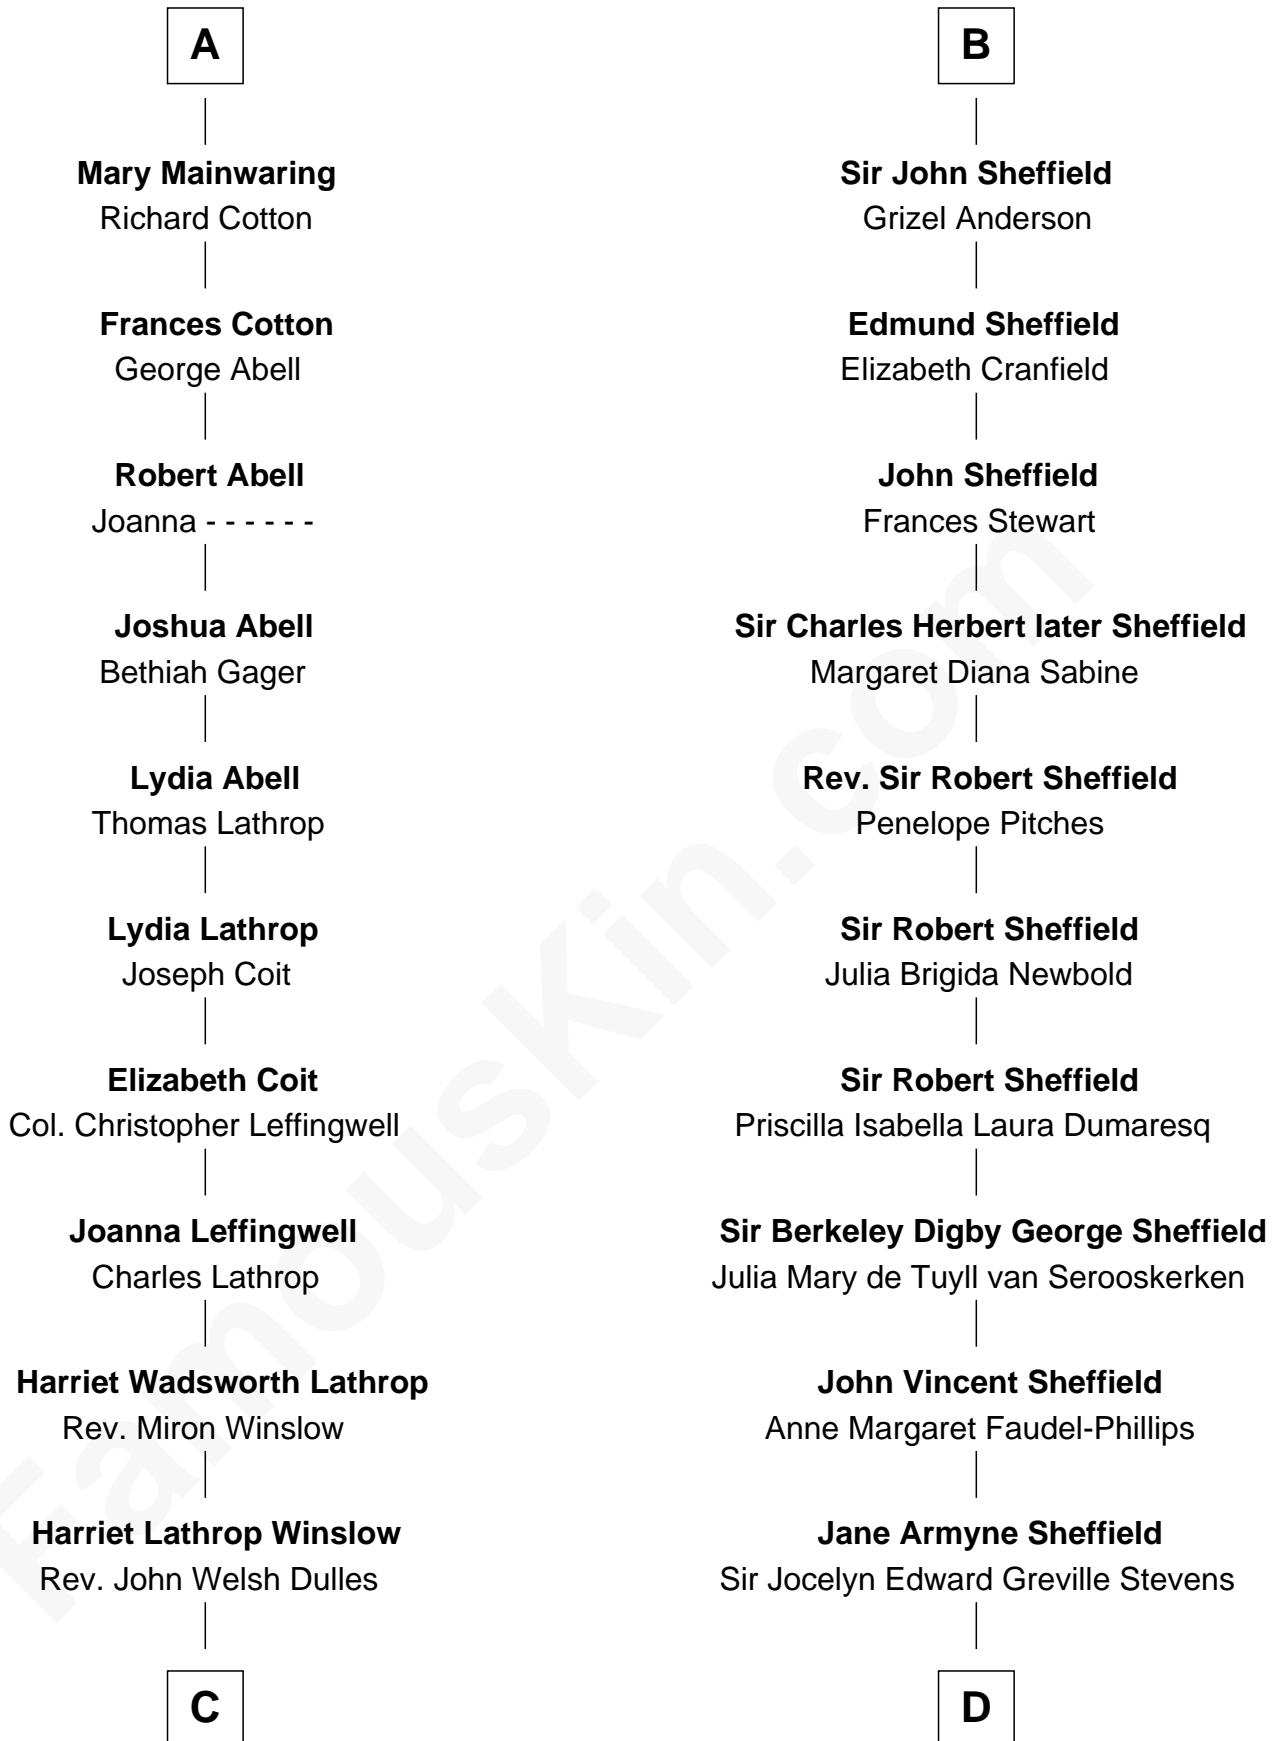 A
Mary Mainwaring
Richard Cotton
Frances Cotton
George Abell
Robert Abell
Joanna - - - - - -
Joshua Abell
Bethiah Gager
Lydia Abell
Thomas Lathrop
Lydia Lathrop
Joseph Coit
Elizabeth Coit
Col. Christopher Leffingwell
Joanna Leffingwell
Charles Lathrop
Harriet Wadsworth Lathrop
Rev. Miron Winslow
Harriet Lathrop Winslow
Rev. John Welsh Dulles
C
B
Sir John Sheffield
Grizel Anderson
Edmund Sheffield
Elizabeth Cranfield
John Sheffield
Frances Stewart
Sir Charles Herbert later Sheffield
Margaret Diana Sabine
Rev. Sir Robert Sheffield
Penelope Pitches
Sir Robert Sheffield
Julia Brigida Newbold
Sir Robert Sheffield
Priscilla Isabella Laura Dumaresq
Sir Berkeley Digby George Sheffield
Julia Mary de Tuyll van Serooskerken
John Vincent Sheffield
Anne Margaret Faudel-Phillips
Jane Armyne Sheffield
Sir Jocelyn Edward Greville Stevens
D
FamousKin.com